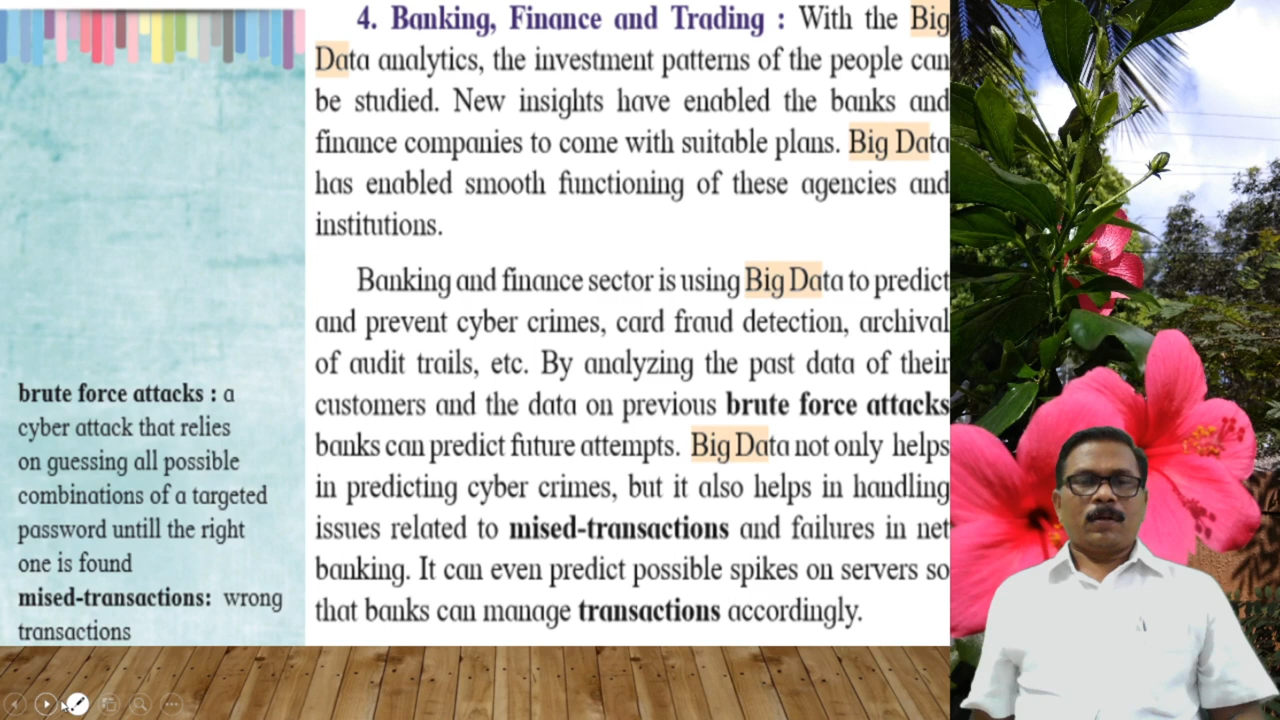 4. Banking, Finance and Trading : With the Big
Data analytics, the investment patterns of the people can
be studied. New insights have enabled the banks and
finance companies to come with suitable plans. Big Data
has enabled smooth functioning of these agencies and
institutions.
Banking and finance sector is using Big Data to predict
and prevent cyber crimes, card fraud detection, archival
of audit trails, etc. By analyzing the past data of their
customers and the data on previous brute force attacks
banks can predict future attempts. Big Data not only helps
in predicting cyber crimes, but it also helps in handling
issues related to mised-transactions and failures in net
banking. It can even predict possible spikes on servers so
that banks can manage transactions accordingly.
brute force attacks : a
cyber attack that relies
on guessing all possible
combinations of a targeted
password untill the right
one is found
mised-transactions: wrong
transactions